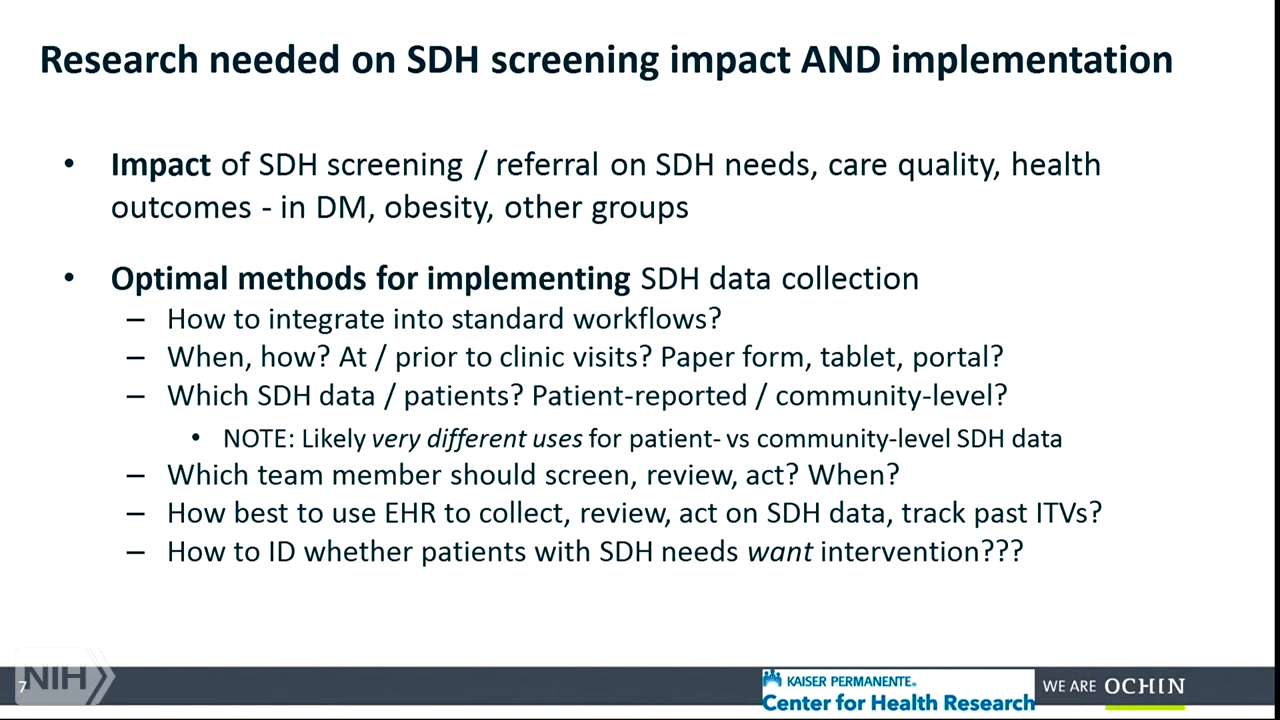 Research needed on SDH screening impact AND implementation
• Impact of SDH screening / referral on SDH needs, care quality, health
outcomes - in DM, obesity, other groups
• Optimal methods for implementing SDH data collection
– How to integrate into standard workflows?
– When, how? At / prior to clinic visits? Paper form, tablet, portal?
– Which SDH data / patients? Patient-reported / community-level?
• NOTE: Likely very different uses for patient- vs community-level SDH data
– Which team member should screen, review, act? When?
– How best to use EHR to collect, review, act on SDH data, track past ITVs?
– How to ID whether patients with SDH needs want intervention???
7
NIH
KAISER PERMANENTE®
Center for Health Research
WE ARE OCHIN